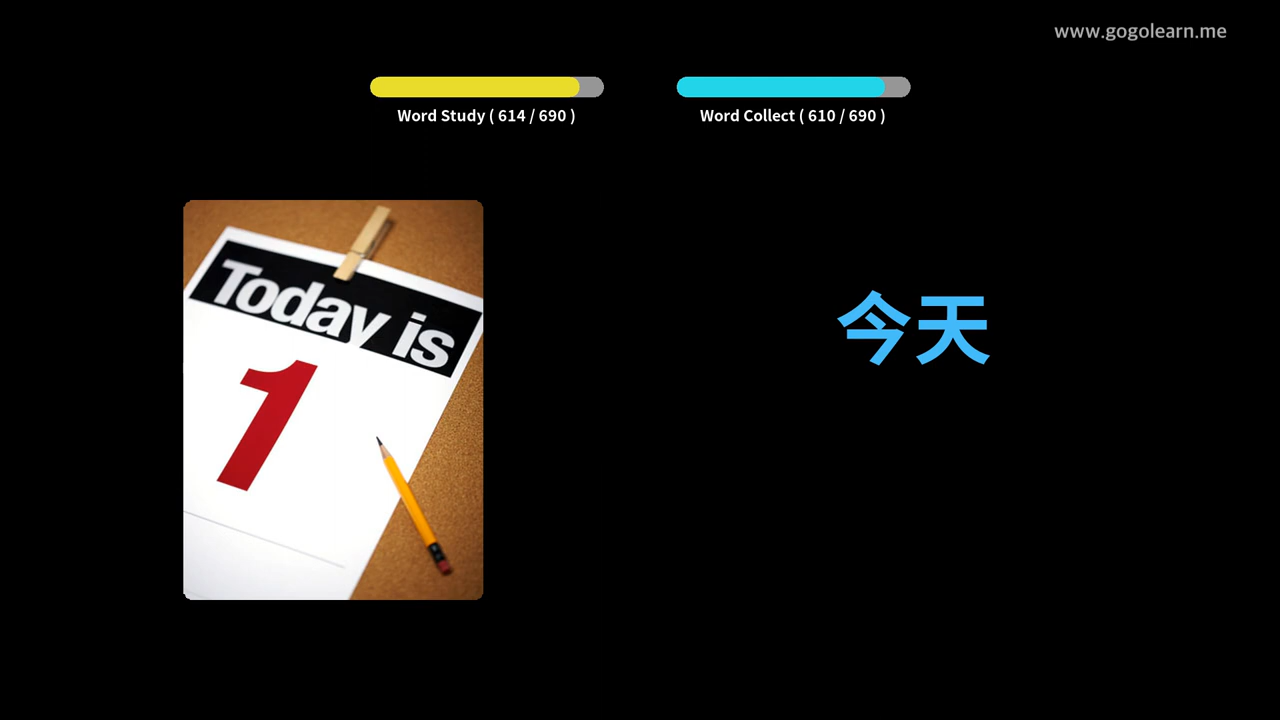 www.gogolearn.me
Word Study ( 614 / 690 )
Word Collect ( 610 / 690 )
Today is
1
今天